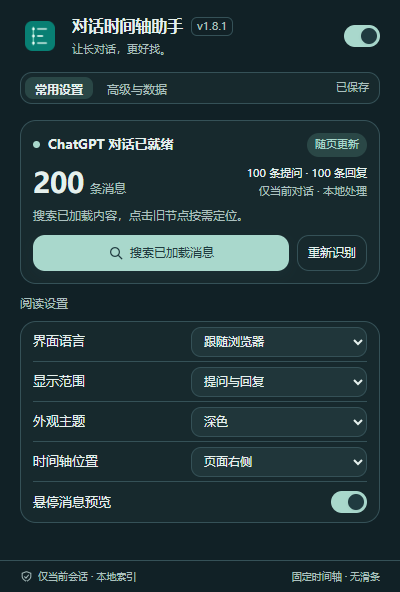 对话时间轴助手 v1.8.1
让长对话，更好找。
常用设置 高级与数据 已保存
ChatGPT 对话已就绪 随页更新
200 条消息 100 条提问 · 100 条回复
仅当前对话 · 本地处理
搜索已加载内容，点击旧节点按需定位。
搜索已加载消息 重新识别
阅读设置
界面语言 跟随浏览器
显示范围 提问与回复
外观主题 深色
时间轴位置 页面右侧
悬停消息预览
仅当前会话 · 本地索引 固定时间轴 · 无滑条